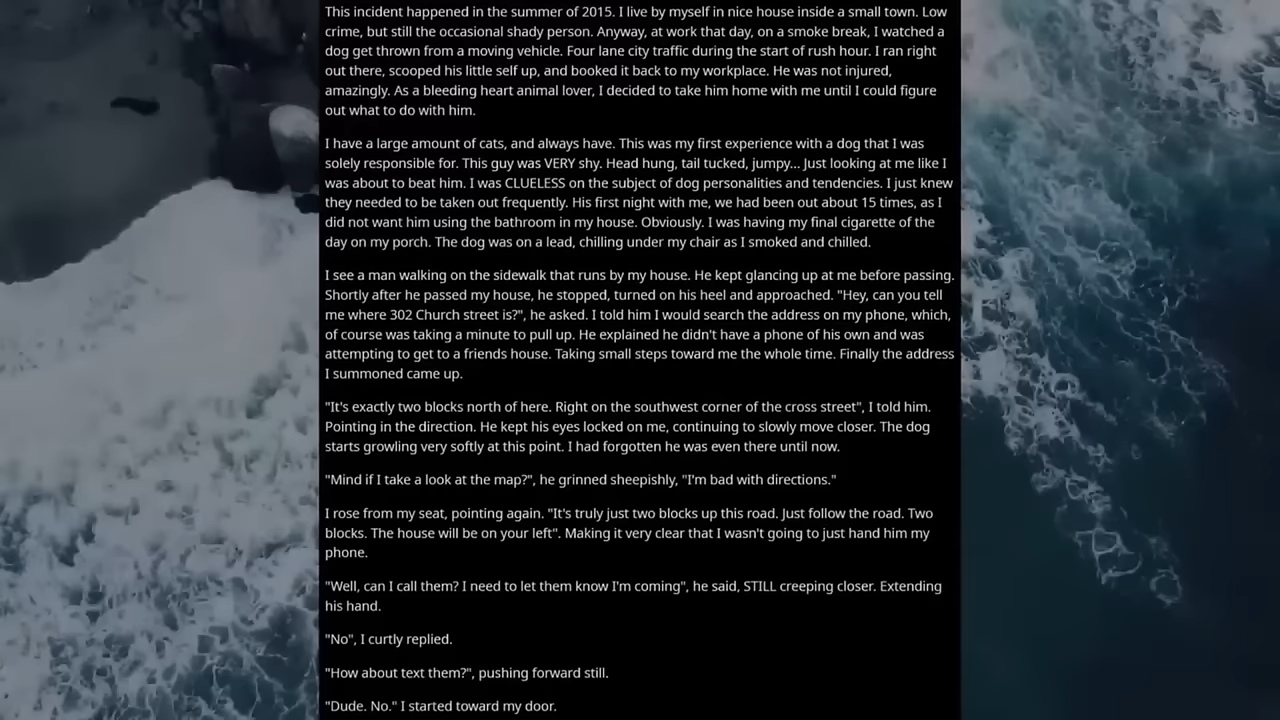 This incident happened in the summer of 2015. I live by myself in nice house inside a small town. Low
crime, but still the occasional shady person. Anyway, at work that day, on a smoke break, I watched a
dog get thrown from a moving vehicle. Four lane city traffic during the start of rush hour. I ran right
out there, scooped his little self up, and booked it back to my workplace. He was not injured,
amazingly. As a bleeding heart animal lover, I decided to take him home with me until I could figure
out what to do with him.
I have a large amount of cats, and always have. This was my first experience with a dog that I was
solely responsible for. This guy was VERY shy. Head hung, tail tucked, jumpy... Just looking at me like I
was about to beat him. I was CLUELESS on the subject of dog personalities and tendencies. I just knew
they needed to be taken out frequently. His first night with me, we had been out about 15 times, as I
did not want him using the bathroom in my house. Obviously. I was having my final cigarette of the
day on my porch. The dog was on a lead, chilling under my chair as I smoked and chilled.
I see a man walking on the sidewalk that runs by my house. He kept glancing up at me before passing.
Shortly after he passed my house, he stopped, turned on his heel and approached. "Hey, can you tell
me where 302 Church street is?", he asked. I told him I would search the address on my phone, which,
of course was taking a minute to pull up. He explained he didn't have a phone of his own and was
attempting to get to a friends house. Taking small steps toward me the whole time. Finally the address
I summoned came up.
"It's exactly two blocks north of here. Right on the southwest corner of the cross street", I told him.
Pointing in the direction. He kept his eyes locked on me, continuing to slowly move closer. The dog
starts growling very softly at this point. I had forgotten he was even there until now.
"Mind if I take a look at the map?", he grinned sheepishly, "I'm bad with directions."
I rose from my seat, pointing again. "It's truly just two blocks up this road. Just follow the road. Two
blocks. The house will be on your left". Making it very clear that I wasn't going to just hand him my
phone.
"Well, can I call them? I need to let them know I'm coming", he said, STILL creeping closer. Extending
his hand.
"No", I curtly replied.
"How about text them?", pushing forward still.
"Dude. No." I started toward my door.